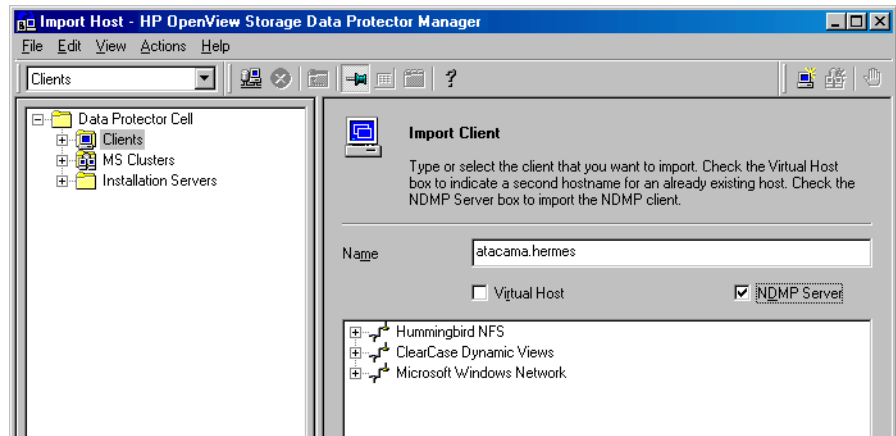 Import Host - HP OpenView Storage Data Protector Manager
File Edit View Actions Help
Clients
?
Data Protector Cell
Clients
MS Clusters
Installation Servers
Import Client
Type or select the client that you want to import. Check the Virtual Host
box to indicate a second hostname for an already existing host. Check the
NDMP Server box to import the NDMP client.
Name atacama.hermes
Virtual Host NDMP Server
Hummingbird NFS
ClearCase Dynamic Views
Microsoft Windows Network